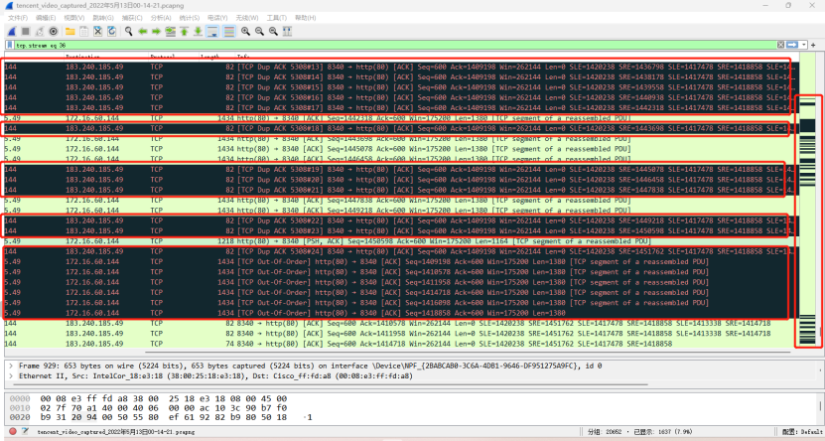 tencent_video_captured_2022年5月13日00-14-21.pcapng
文件(F) 编辑(E) 视图(V) 跳转(G) 捕获(C) 分析(A) 统计(S) 电话(Y) 无线(W) 工具(T) 帮助(H)
tcp.stream eq 36
Destination Protocol Length Info
144 183.240.185.49 TCP 82 [TCP Dup ACK 5308#13] 8340 → http(80) [ACK] Seq=600 Ack=1409198 Win=262144 Len=0 SLE=1420238 SRE=1436798 SLE=1417478 SRE=1418858 SLE=14…
144 183.240.185.49 TCP 82 [TCP Dup ACK 5308#14] 8340 → http(80) [ACK] Seq=600 Ack=1409198 Win=262144 Len=0 SLE=1420238 SRE=1438178 SLE=1417478 SRE=1418858 SLE=14…
144 183.240.185.49 TCP 82 [TCP Dup ACK 5308#15] 8340 → http(80) [ACK] Seq=600 Ack=1409198 Win=262144 Len=0 SLE=1420238 SRE=1439558 SLE=1417478 SRE=1418858 SLE=14…
144 183.240.185.49 TCP 82 [TCP Dup ACK 5308#16] 8340 → http(80) [ACK] Seq=600 Ack=1409198 Win=262144 Len=0 SLE=1420238 SRE=1440938 SLE=1417478 SRE=1418858 SLE=14…
144 183.240.185.49 TCP 82 [TCP Dup ACK 5308#17] 8340 → http(80) [ACK] Seq=600 Ack=1409198 Win=262144 Len=0 SLE=1420238 SRE=1442318 SLE=1417478 SRE=1418858 SLE=14…
5.49 172.16.60.144 TCP 1434 http(80) → 8340 [ACK] Seq=1442318 Ack=600 Win=175200 Len=1380 [TCP segment of a reassembled PDU]
144 183.240.185.49 TCP 82 [TCP Dup ACK 5308#18] 8340 → http(80) [ACK] Seq=600 Ack=1409198 Win=262144 Len=0 SLE=1420238 SRE=1443698 SLE=1417478 SRE=1418858 SLE=14…
5.49 172.16.60.144 TCP 1434 http(80) → 8340 [ACK] Seq=1443698 Ack=600 Win=175200 Len=1380 [TCP segment of a reassembled PDU]
5.49 172.16.60.144 TCP 1434 http(80) → 8340 [ACK] Seq=1445078 Ack=600 Win=175200 Len=1380 [TCP segment of a reassembled PDU]
5.49 172.16.60.144 TCP 1434 http(80) → 8340 [ACK] Seq=1446458 Ack=600 Win=175200 Len=1380 [TCP segment of a reassembled PDU]
144 183.240.185.49 TCP 82 [TCP Dup ACK 5308#19] 8340 → http(80) [ACK] Seq=600 Ack=1409198 Win=262144 Len=0 SLE=1420238 SRE=1445078 SLE=1417478 SRE=1418858 SLE=14…
144 183.240.185.49 TCP 82 [TCP Dup ACK 5308#20] 8340 → http(80) [ACK] Seq=600 Ack=1409198 Win=262144 Len=0 SLE=1420238 SRE=1446458 SLE=1417478 SRE=1418858 SLE=14…
144 183.240.185.49 TCP 82 [TCP Dup ACK 5308#21] 8340 → http(80) [ACK] Seq=600 Ack=1409198 Win=262144 Len=0 SLE=1420238 SRE=1447838 SLE=1417478 SRE=1418858 SLE=14…
5.49 172.16.60.144 TCP 1434 http(80) → 8340 [ACK] Seq=1447838 Ack=600 Win=175200 Len=1380 [TCP segment of a reassembled PDU]
5.49 172.16.60.144 TCP 1434 http(80) → 8340 [ACK] Seq=1449218 Ack=600 Win=175200 Len=1380 [TCP segment of a reassembled PDU]
144 183.240.185.49 TCP 82 [TCP Dup ACK 5308#22] 8340 → http(80) [ACK] Seq=600 Ack=1409198 Win=262144 Len=0 SLE=1420238 SRE=1449218 SLE=1417478 SRE=1418858 SLE=14…
144 183.240.185.49 TCP 82 [TCP Dup ACK 5308#23] 8340 → http(80) [ACK] Seq=600 Ack=1409198 Win=262144 Len=0 SLE=1420238 SRE=1450598 SLE=1417478 SRE=1418858 SLE=14…
5.49 172.16.60.144 TCP 1218 http(80) → 8340 [PSH, ACK] Seq=1450598 Ack=600 Win=175200 Len=1164 [TCP segment of a reassembled PDU]
144 183.240.185.49 TCP 82 [TCP Dup ACK 5308#24] 8340 → http(80) [ACK] Seq=600 Ack=1409198 Win=262144 Len=0 SLE=1420238 SRE=1451762 SLE=1417478 SRE=1418858 SLE=14…
5.49 172.16.60.144 TCP 1434 [TCP Out-Of-Order] http(80) → 8340 [ACK] Seq=1409198 Ack=600 Win=175200 Len=1380 [TCP segment of a reassembled PDU]
5.49 172.16.60.144 TCP 1434 [TCP Out-Of-Order] http(80) → 8340 [ACK] Seq=1410578 Ack=600 Win=175200 Len=1380 [TCP segment of a reassembled PDU]
5.49 172.16.60.144 TCP 1434 [TCP Out-Of-Order] http(80) → 8340 [ACK] Seq=1411958 Ack=600 Win=175200 Len=1380 [TCP segment of a reassembled PDU]
5.49 172.16.60.144 TCP 1434 [TCP Out-Of-Order] http(80) → 8340 [ACK] Seq=1414718 Ack=600 Win=175200 Len=1380 [TCP segment of a reassembled PDU]
5.49 172.16.60.144 TCP 1434 [TCP Out-Of-Order] http(80) → 8340 [ACK] Seq=1416098 Ack=600 Win=175200 Len=1380 [TCP segment of a reassembled PDU]
5.49 172.16.60.144 TCP 1434 [TCP Out-Of-Order] http(80) → 8340 [ACK] Seq=1418858 Ack=600 Win=175200 Len=1380
144 183.240.185.49 TCP 82 8340 → http(80) [ACK] Seq=600 Ack=1410578 Win=262144 Len=0 SLE=1420238 SRE=1451762 SLE=1417478 SRE=1418858 SLE=1413338 SRE=1414718
144 183.240.185.49 TCP 82 8340 → http(80) [ACK] Seq=600 Ack=1411958 Win=262144 Len=0 SLE=1420238 SRE=1451762 SLE=1417478 SRE=1418858 SLE=1413338 SRE=1414718
144 183.240.185.49 TCP 74 8340 → http(80) [ACK] Seq=600 Ack=1414718 Win=262144 Len=0 SLE=1420238 SRE=1451762 SLE=1417478 SRE=1418858
Frame 929: 653 bytes on wire (5224 bits), 653 bytes captured (5224 bits) on interface \Device\NPF_{2BABCAB0-3C6A-4DB1-9646-DF951275A9FC}, id 0
Ethernet II, Src: IntelCor_18:e3:18 (38:00:25:18:e3:18), Dst: Cisco_ff:fd:a8 (00:08:e3:ff:fd:a8)
0000 00 08 e3 ff fd a8 38 00 25 18 e3 18 08 00 45 00
0010 02 7f 70 a1 40 00 40 06 00 00 ac 10 3c 90 b7 f0
0020 b9 31 20 94 00 50 55 80 ef 61 92 82 b9 80 50 18 ·1
tencent_video_captured_2022年5月13日00-14-21.pcapng 分组: 20652 · 已显示: 1637 (7.9%) 配置: Default